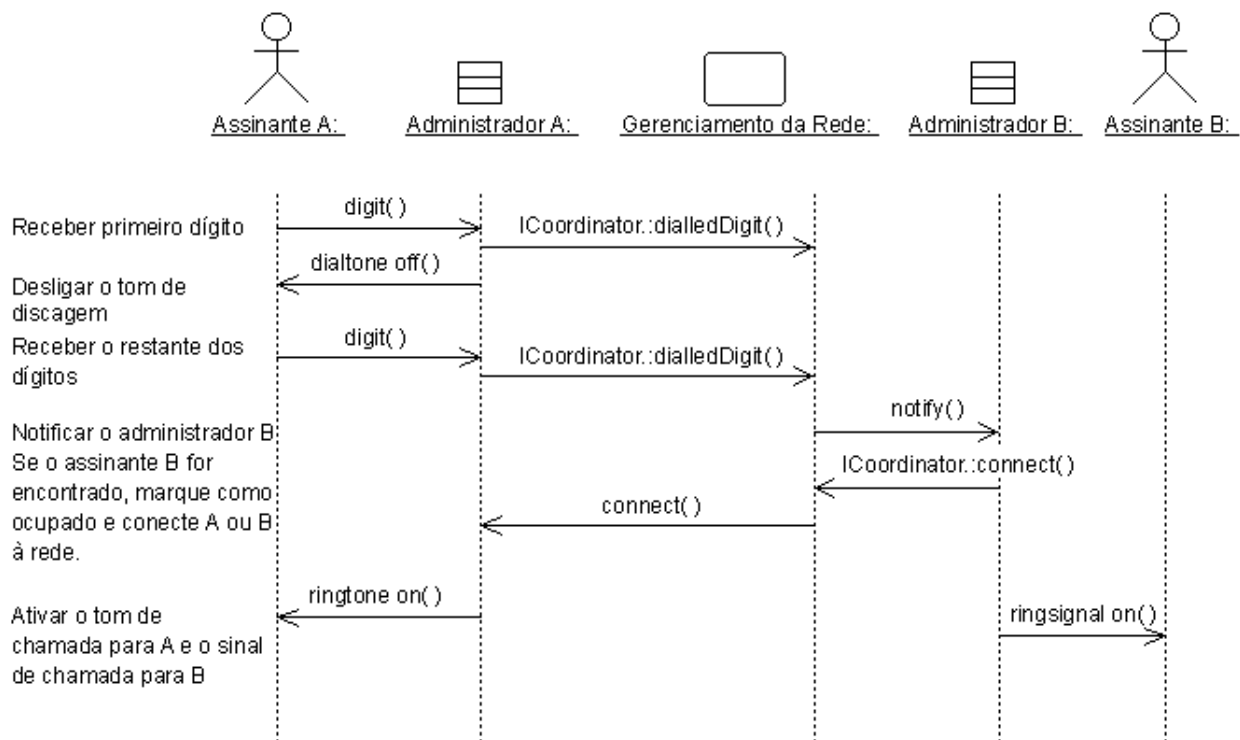 Assinante A:
Administrador A:
Gerenciamento da Rede:
Administrador B:
Assinante B:
Receber primeiro dígito
digit( )
ICoordinator.:dialledDigit()
dialtone off()
Desligar o tom de
discagem
Receber o restante dos
dígitos
digit( )
ICoordinator.:dialledDigit()
notify()
Notificar o administrador B
Se o assinante B for
encontrado, marque como
ocupado e conecte A ou B
à rede.
ICoordinator.:connect()
connect( )
ringtone on( )
ringsignal on()
Ativar o tom de
chamada para A e o sinal
de chamada para B